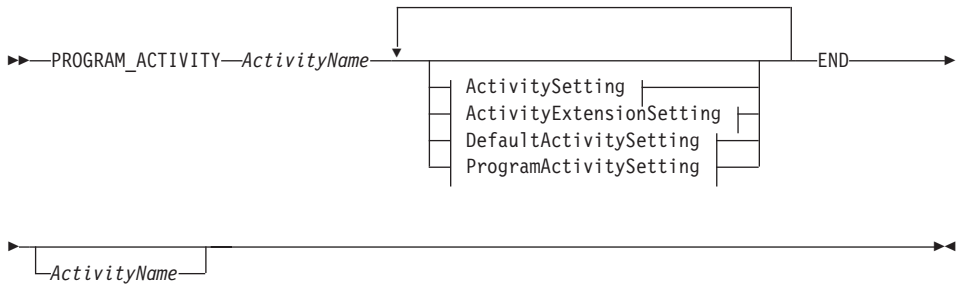 PROGRAM_ACTIVITY ActivityName END
ActivitySetting
ActivityExtensionSetting
DefaultActivitySetting
ProgramActivitySetting
ActivityName